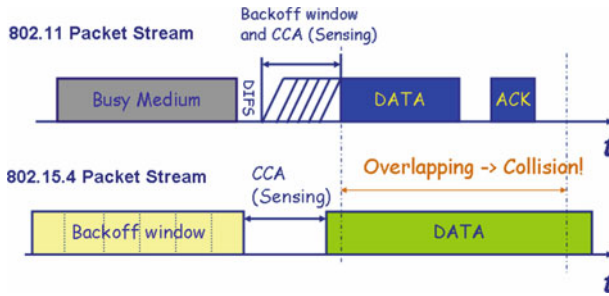 Backoff window
and CCA (Sensing)
802.11 Packet Stream
Busy Medium
DIFS
DATA
ACK
t
802.15.4 Packet Stream
CCA
(Sensing)
Overlapping -> Collision!
Backoff window
DATA
t